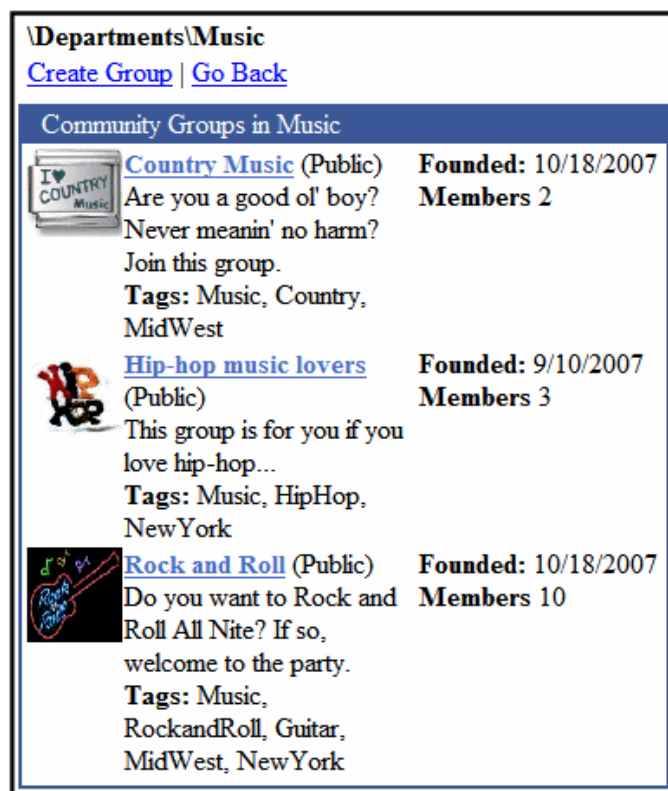 \Departments\Music
Create Group | Go Back
Community Groups in Music
I ♥
COUNTRY
Music
Country Music (Public)
Are you a good ol' boy?
Never meanin' no harm?
Join this group.
Tags: Music, Country,
MidWest
Founded: 10/18/2007
Members 2
HIP
HOP
Hip-hop music lovers
(Public)
This group is for you if you
love hip-hop...
Tags: Music, HipHop,
NewYork
Founded: 9/10/2007
Members 3
Rock and Roll (Public)
Do you want to Rock and
Roll All Nite? If so,
welcome to the party.
Tags: Music,
RockandRoll, Guitar,
MidWest, NewYork
Founded: 10/18/2007
Members 10